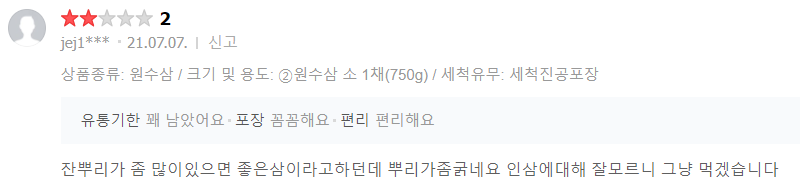 2
jej1*** 21.07.07. 신고
상품종류: 원수삼 / 크기 및 용도: ②원수삼 소 1채(750g) / 세척유무: 세척진공포장
유통기한 꽤 남았어요 포장 꼼꼼해요 편리 편리해요
잔뿌리가 좀 많이있으면 좋은삼이라고하던데 뿌리가좀굵네요 인삼에대해 잘모르니 그냥 먹겠습니다